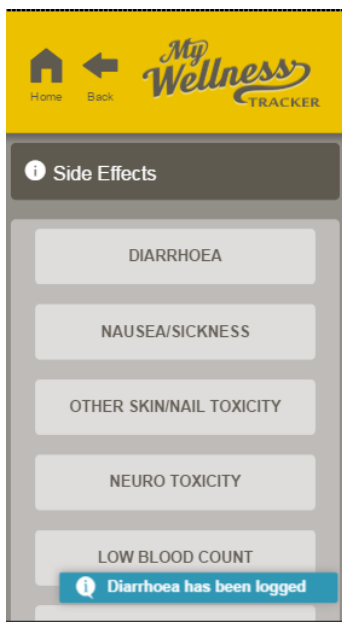 My
Wellness
TRACKER
Home
Back
Side Effects
DIARRHOEA
NAUSEA/SICKNESS
OTHER SKIN/NAIL TOXICITY
NEURO TOXICITY
LOW BLOOD COUNT
Diarrhoea has been logged